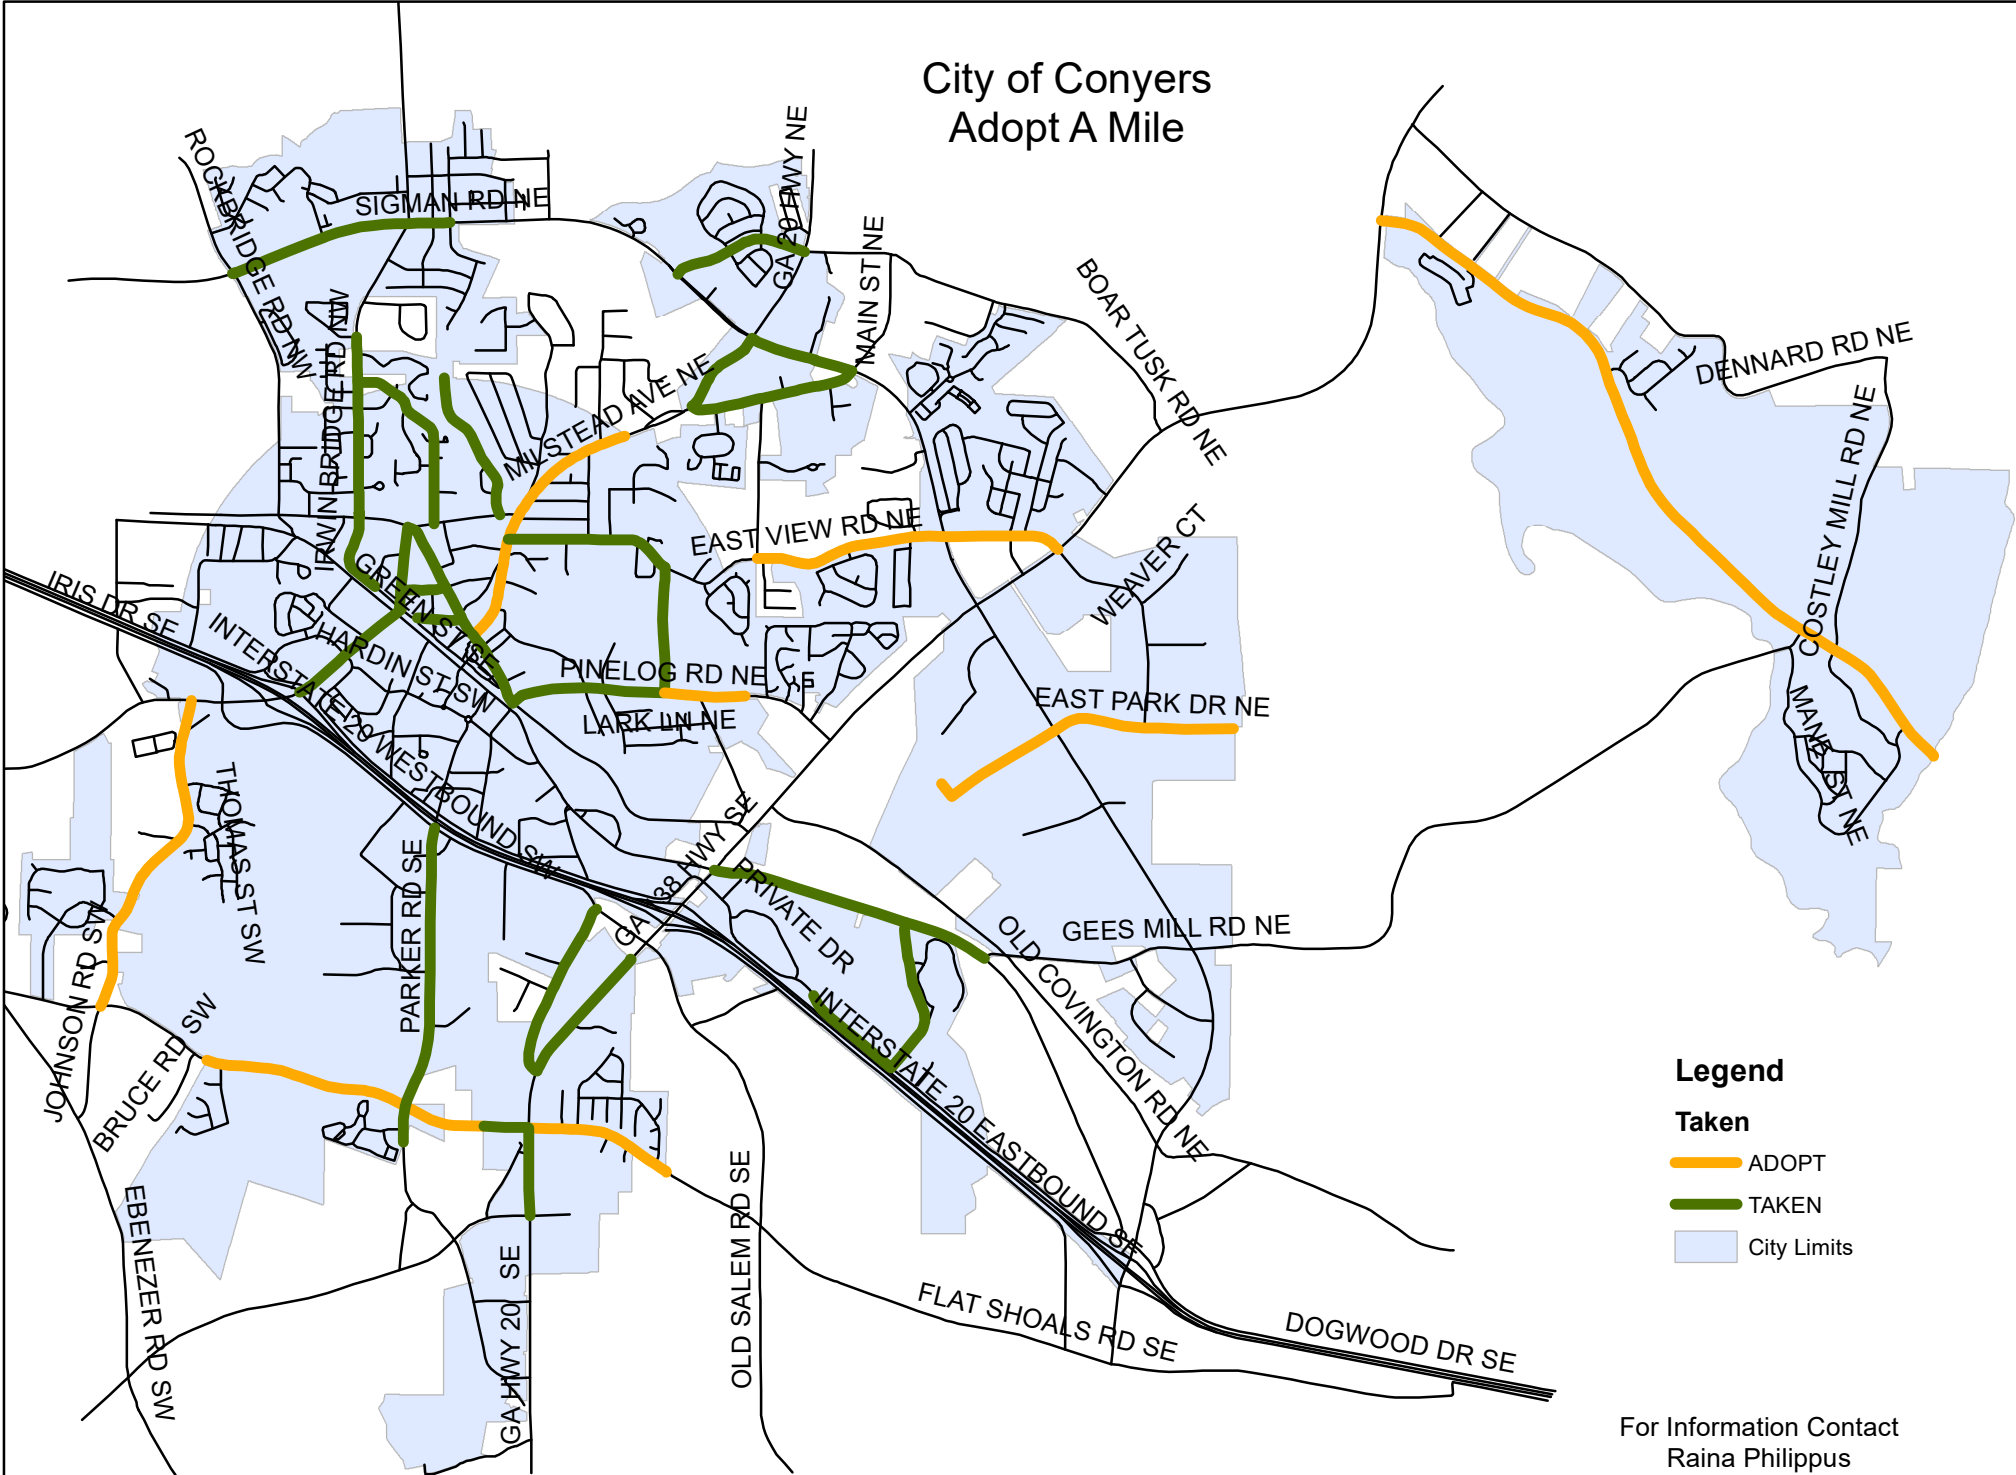 City of Conyers
Adopt A Mile
ROCKBRIDGE RD NW
SIGMAN RD NE
GA 20 HWY NE
MAIN ST NE
BOAR TUSK RD NE
DENNARD RD NE
COSTLEY MILL RD NE
IRWIN BRIDGE RD NW
MILSTEAD AVE NE
EAST VIEW RD NE
WEAVER CT
IRIS DR SE
GREEN ST SE
INTERSTATE 20 WESTBOUND SW
HARDIN ST SW
PINELOG RD NE
LARK LN NE
EAST PARK DR NE
MANE ST NE
THOMAS ST SW
PARKER RD SE
GA 138 HWY SE
PRIVATE DR
JOHNSON RD SW
BRUCE RD SW
GEES MILL RD NE
OLD COVINGTON RD NE
INTERSTATE 20 EASTBOUND SE
EBENEZER RD SW
GA HWY 20 SE
OLD SALEM RD SE
FLAT SHOALS RD SE
DOGWOOD DR SE
Legend
Taken
ADOPT
TAKEN
City Limits
For Information Contact
Raina Philippus